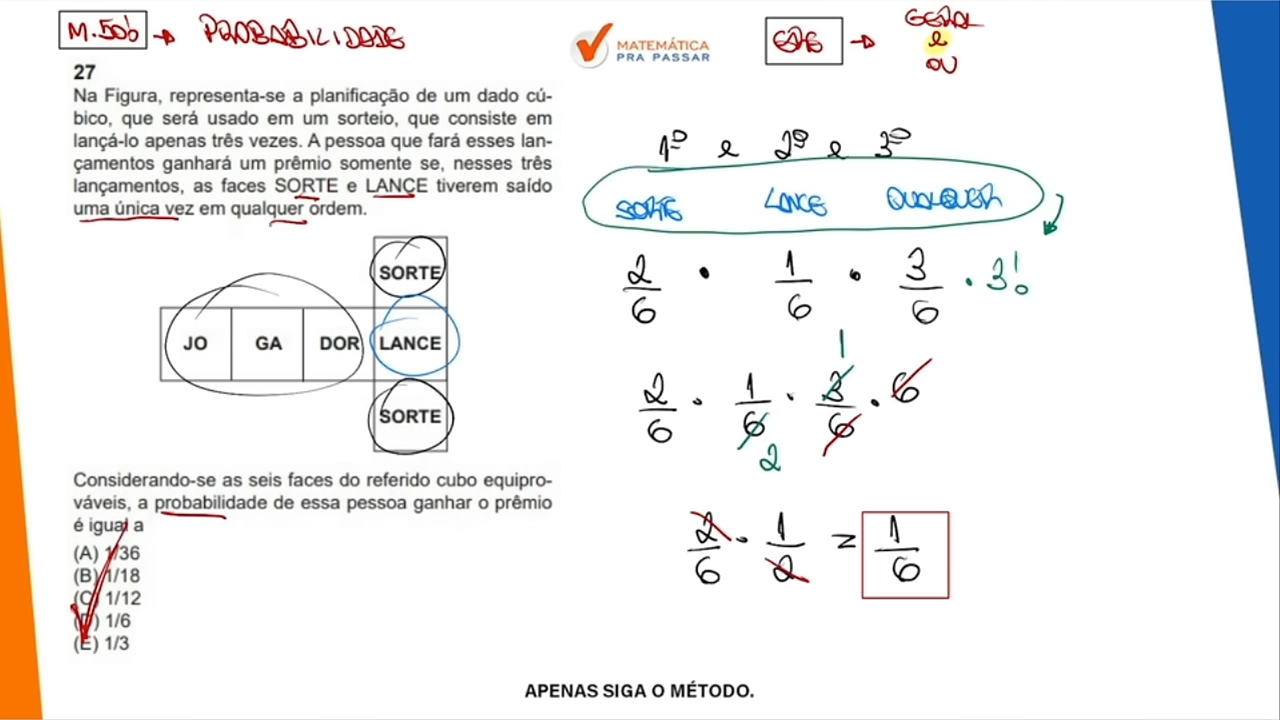 M.506 → PROBABILIDADE
MATEMÁTICA
PRA PASSAR
→ GERAL
e
OU
27
Na Figura, representa-se a planificação de um dado cú-
bico, que será usado em um sorteio, que consiste em
lançá-lo apenas três vezes. A pessoa que fará esses lan-
çamentos ganhará um prêmio somente se, nesses três
lançamentos, as faces SORTE e LANCE tiverem saído
uma única vez em qualquer ordem.
SORTE
JO GA DOR LANCE
SORTE
Considerando-se as seis faces do referido cubo equipro-
váveis, a probabilidade de essa pessoa ganhar o prêmio
é igual a
(A) 1/36
(B) 1/18
(C) 1/12
(D) 1/6
(E) 1/3
1º e 2º e 3º
SORTE LANCE QUALQUER
2/6 · 1/6 · 3/6 · 3!
1
2/6 · 1/6 · 3/6 · 6
2
2/6 · 1/2 = 1/6
APENAS SIGA O MÉTODO.